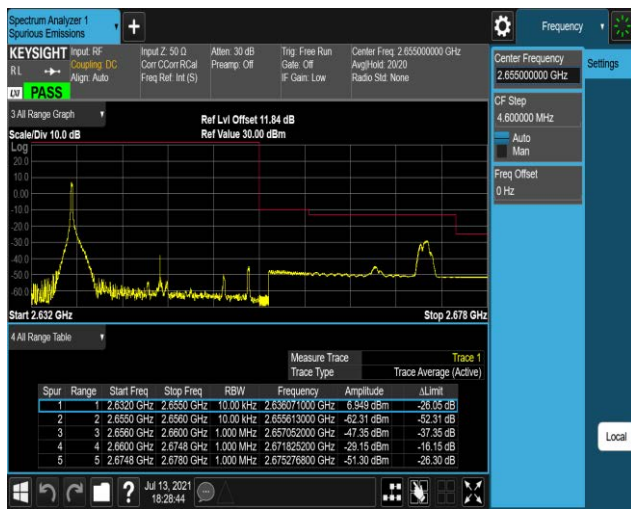 Spectrum Analyzer 1
Spurious Emissions
Frequency
KEYSIGHT
Input: RF
Coupling: DC
Align: Auto
Input Z: 50 Ω
Corr CCorr RCal
Freq Ref: Int (S)
Atten: 30 dB
Preamp: Off
Trig: Free Run
Gate: Off
IF Gain: Low
Center Freq: 2.655000000 GHz
Avg|Hold: 20/20
Radio Std: None
RL
LXI PASS
Center Frequency
2.655000000 GHz
Settings
CF Step
4.600000 MHz
Auto
Man
Freq Offset
0 Hz
3 All Range Graph
Ref Lvl Offset 11.84 dB
Scale/Div 10.0 dB
Ref Value 30.00 dBm
Log
20.0
10.0
0.00
-10.0
-20.0
-30.0
-40.0
-50.0
-60.0
Start 2.632 GHz
Stop 2.678 GHz
4 All Range Table
Measure Trace Trace 1
Trace Type Trace Average (Active)
Spur Range Start Freq Stop Freq RBW Frequency Amplitude ΔLimit
1 1 2.6320 GHz 2.6550 GHz 10.00 kHz 2.636071000 GHz 6.949 dBm -26.05 dB
2 2 2.6550 GHz 2.6560 GHz 10.00 kHz 2.655613000 GHz -62.31 dBm -52.31 dB
3 3 2.6560 GHz 2.6600 GHz 1.000 MHz 2.657052000 GHz -47.35 dBm -37.35 dB
4 4 2.6600 GHz 2.6748 GHz 1.000 MHz 2.671825200 GHz -29.15 dBm -16.15 dB
5 5 2.6748 GHz 2.6780 GHz 1.000 MHz 2.675276800 GHz -51.30 dBm -26.30 dB
Local
?
Jul 13, 2021
18:28:44